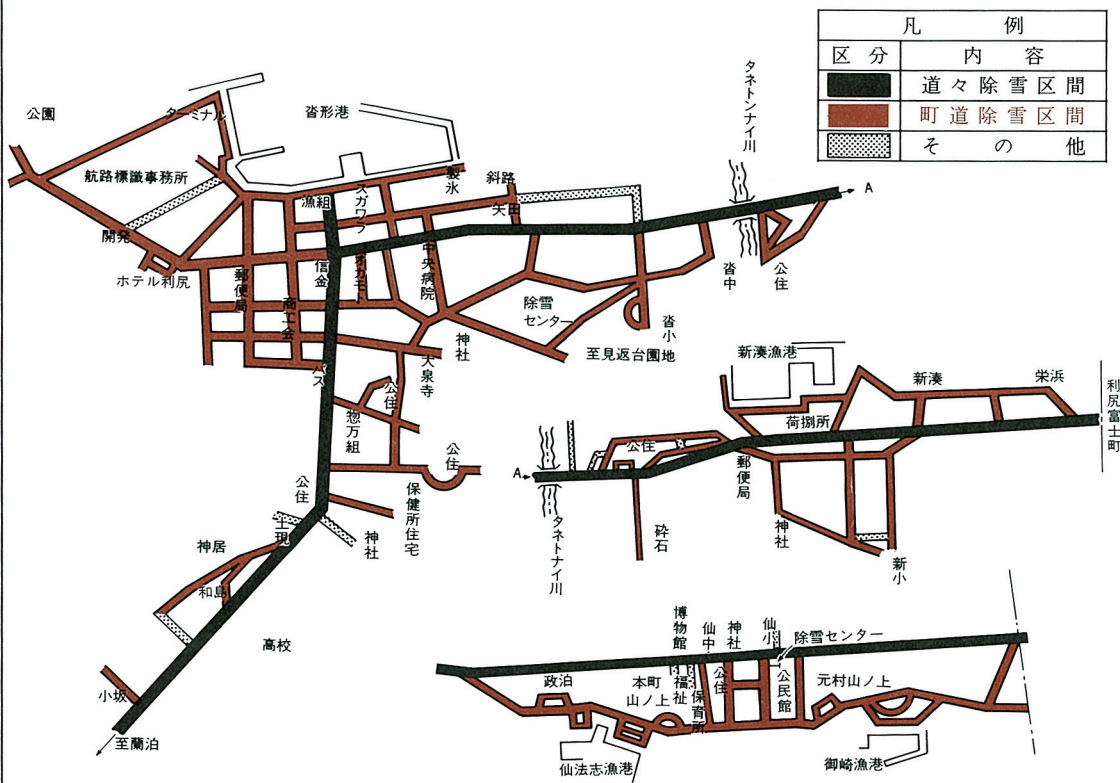 凡例
区分 内容
道々除雪区間
町道除雪区間
その他
公園
ターミナル
沓形港
航路標識事務所
開発
ホテル利尻
漁組
スガワラ
製氷
斜路
矢田
タネトンナイ川
A
郵便局
商工会
信金
オカモト
中央病院
除雪
センター
沓小
沓中
公住
至見返台園地
神社
大泉寺
バス
公住
惣万組
公住
保健所住宅
公住
土現
神社
神居
和島
高校
小坂
至蘭泊
新湊漁港
新湊
栄浜
利尻富士町
荷捌所
公住
A
郵便局
タネトナイ川
砕石
神社
新小
博物館
仙中
神社
仙小
除雪センター
政泊
本町
山ノ上
福祉
保育所
公住
公民館
元村山ノ上
仙法志漁港
御崎漁港